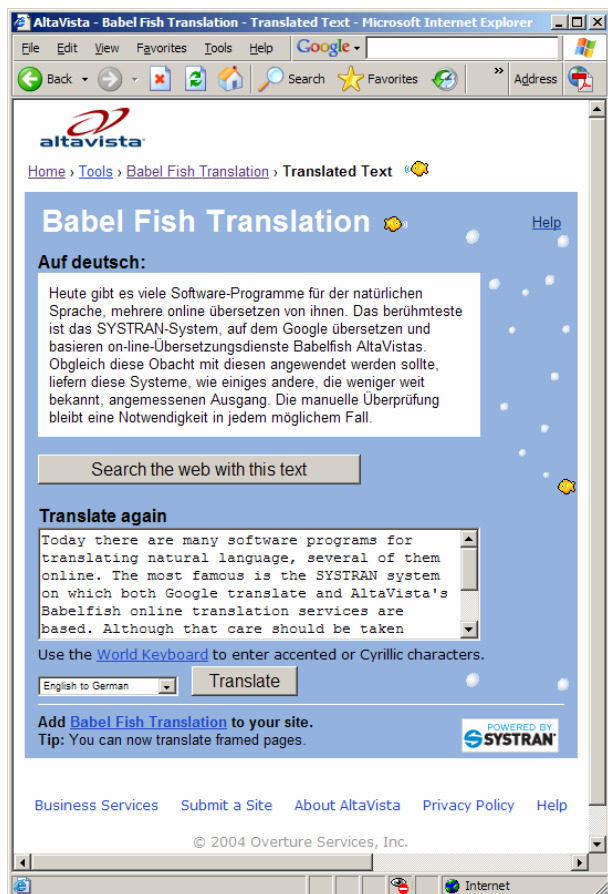 AltaVista - Babel Fish Translation - Translated Text - Microsoft Internet Explorer
File Edit View Favorites Tools Help Google
Back Search Favorites » Address
altavista
Home › Tools › Babel Fish Translation › Translated Text
Babel Fish Translation
Help
Auf deutsch:
Heute gibt es viele Software-Programme für der natürlichen
Sprache, mehrere online übersetzen von ihnen. Das berühmteste
ist das SYSTRAN-System, auf dem Google übersetzen und
basieren on-line-Übersetzungsdienste Babelfish AltaVistas.
Obgleich diese Obacht mit diesen angewendet werden sollte,
liefern diese Systeme, wie einiges andere, die weniger weit
bekannt, angemessenen Ausgang. Die manuelle Überprüfung
bleibt eine Notwendigkeit in jedem möglichem Fall.
Search the web with this text
Translate again
Today there are many software programs for
translating natural language, several of them
online. The most famous is the SYSTRAN system
on which both Google translate and AltaVista's
Babelfish online translation services are
based. Although that care should be taken
Use the World Keyboard to enter accented or Cyrillic characters.
English to German
Translate
Add Babel Fish Translation to your site.
Tip: You can now translate framed pages.
POWERED BY
SYSTRAN
Business Services Submit a Site About AltaVista Privacy Policy Help
© 2004 Overture Services, Inc.
Internet